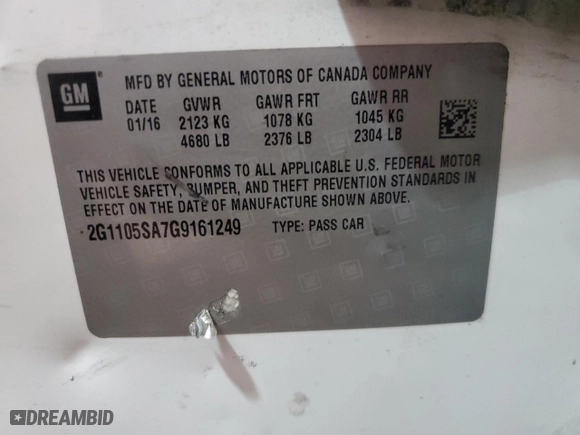 GM
MFD BY GENERAL MOTORS OF CANADA COMPANY
DATE GVWR GAWR FRT GAWR RR
01/16 2123 KG 1078 KG 1045 KG
4680 LB 2376 LB 2304 LB
THIS VEHICLE CONFORMS TO ALL APPLICABLE U.S. FEDERAL MOTOR
VEHICLE SAFETY, BUMPER, AND THEFT PREVENTION STANDARDS IN
EFFECT ON THE DATE OF MANUFACTURE SHOWN ABOVE.
2G1105SA7G9161249 TYPE: PASS CAR
DREAMBID